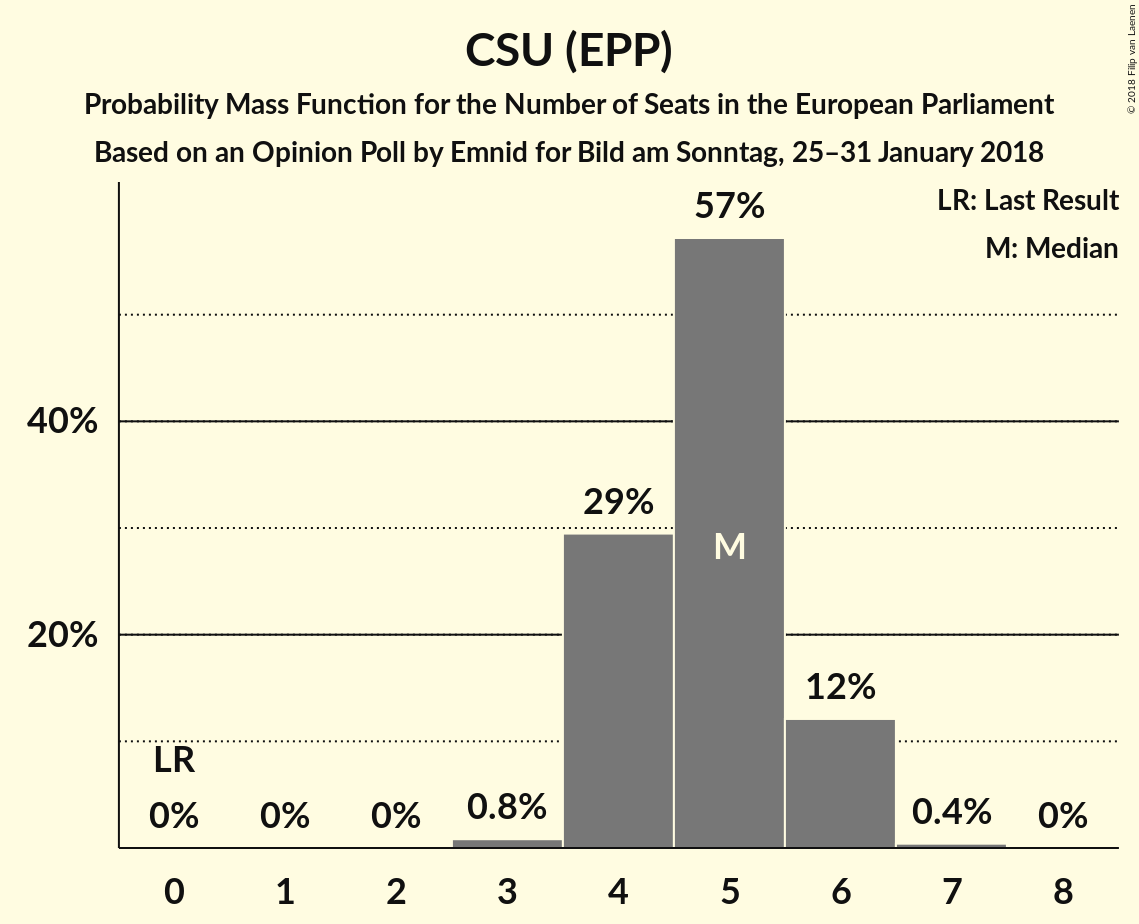 CSU (EPP)
Probability Mass Function for the Number of Seats in the European Parliament
Based on an Opinion Poll by Emnid for Bild am Sonntag, 25–31 January 2018
© 2018 Filip van Laenen
LR: Last Result
M: Median
57%
40%
29%
M
20%
12%
LR
0%
0%
0%
0.8%
0.4%
0%
0 1 2 3 4 5 6 7 8